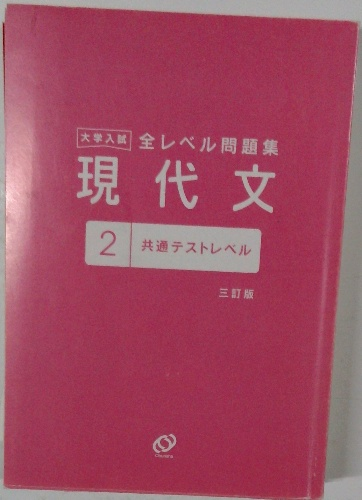 大学入試 全レベル問題集
現代文
2 共通テストレベル
三訂版
Obunsha